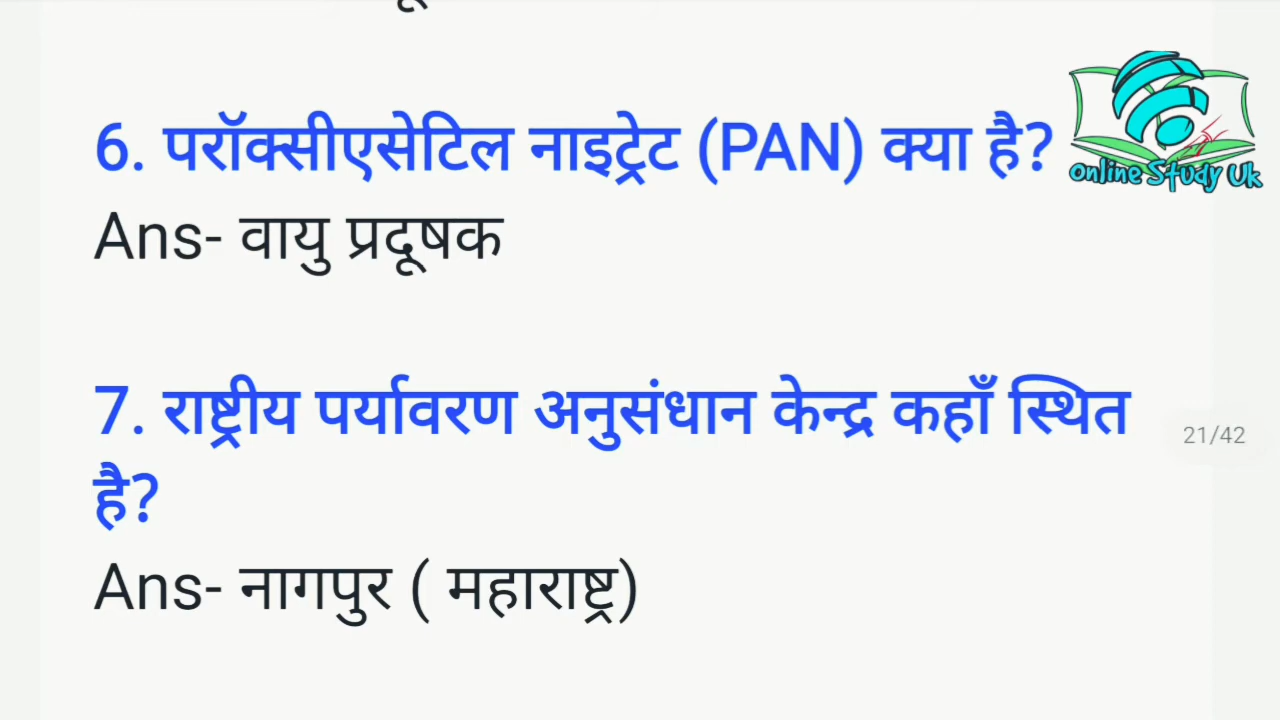 6. परॉक्सीएसेटिल नाइट्रेट (PAN) क्या है?
Online Study Uk
Ans- वायु प्रदूषक
7. राष्ट्रीय पर्यावरण अनुसंधान केन्द्र कहाँ स्थित
है?
21/42
Ans- नागपुर ( महाराष्ट्र)